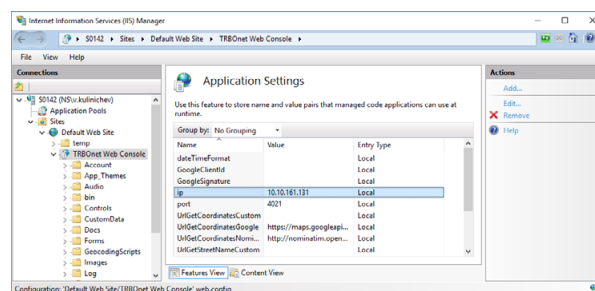 Internet Information Services (IIS) Manager
S0142 ▸ Sites ▸ Default Web Site ▸ TRBOnet Web Console ▸
File View Help
Connections
S0142 (NS\v.kulinichev)
Application Pools
Sites
Default Web Site
temp
TRBOnet Web Console
Account
App_Themes
Audio
bin
Controls
CustomData
Docs
Forms
GeocodingScripts
Images
Log
Application Settings
Use this feature to store name and value pairs that managed code applications can use at
runtime.
Group by: No Grouping
Name Value Entry Type
dateTimeFormat Local
GoogleClientId Local
GoogleSignature Local
ip 10.10.161.131 Local
port 4021 Local
UrlGetCoordinatesCustom Local
UrlGetCoordinatesGoogle https://maps.googleapi... Local
UrlGetCoordinatesNomi... http://nominatim.open... Local
UrlGetStreetNameCustom Local
Features View Content View
Actions
Add...
Edit...
Remove
Help
Configuration: 'Default Web Site/TRBOnet Web Console' web.config